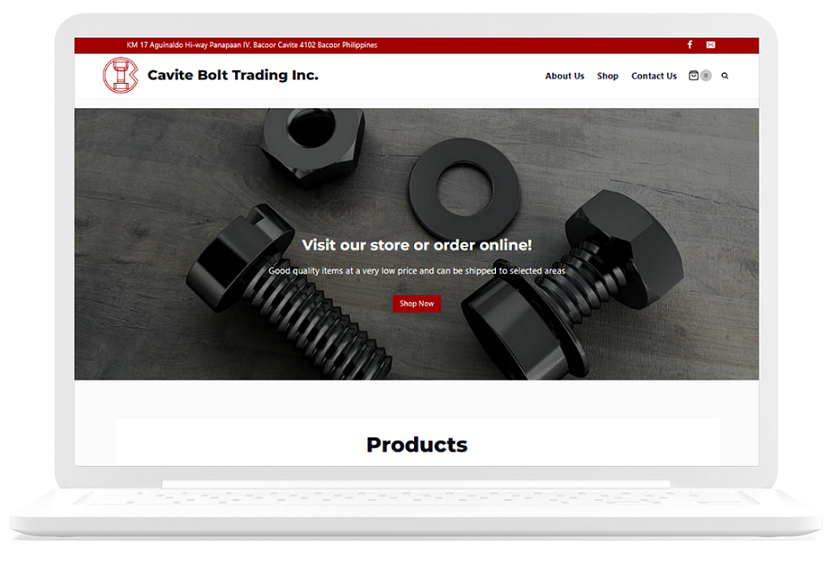 KM 17 Aguinaldo Hi-way Panapaan IV, Bacoor Cavite 4102 Bacoor Philippines
Cavite Bolt Trading Inc.
About Us Shop Contact Us 0
Visit our store or order online!
Good quality items at a very low price and can be shipped to selected areas
Shop Now
Products